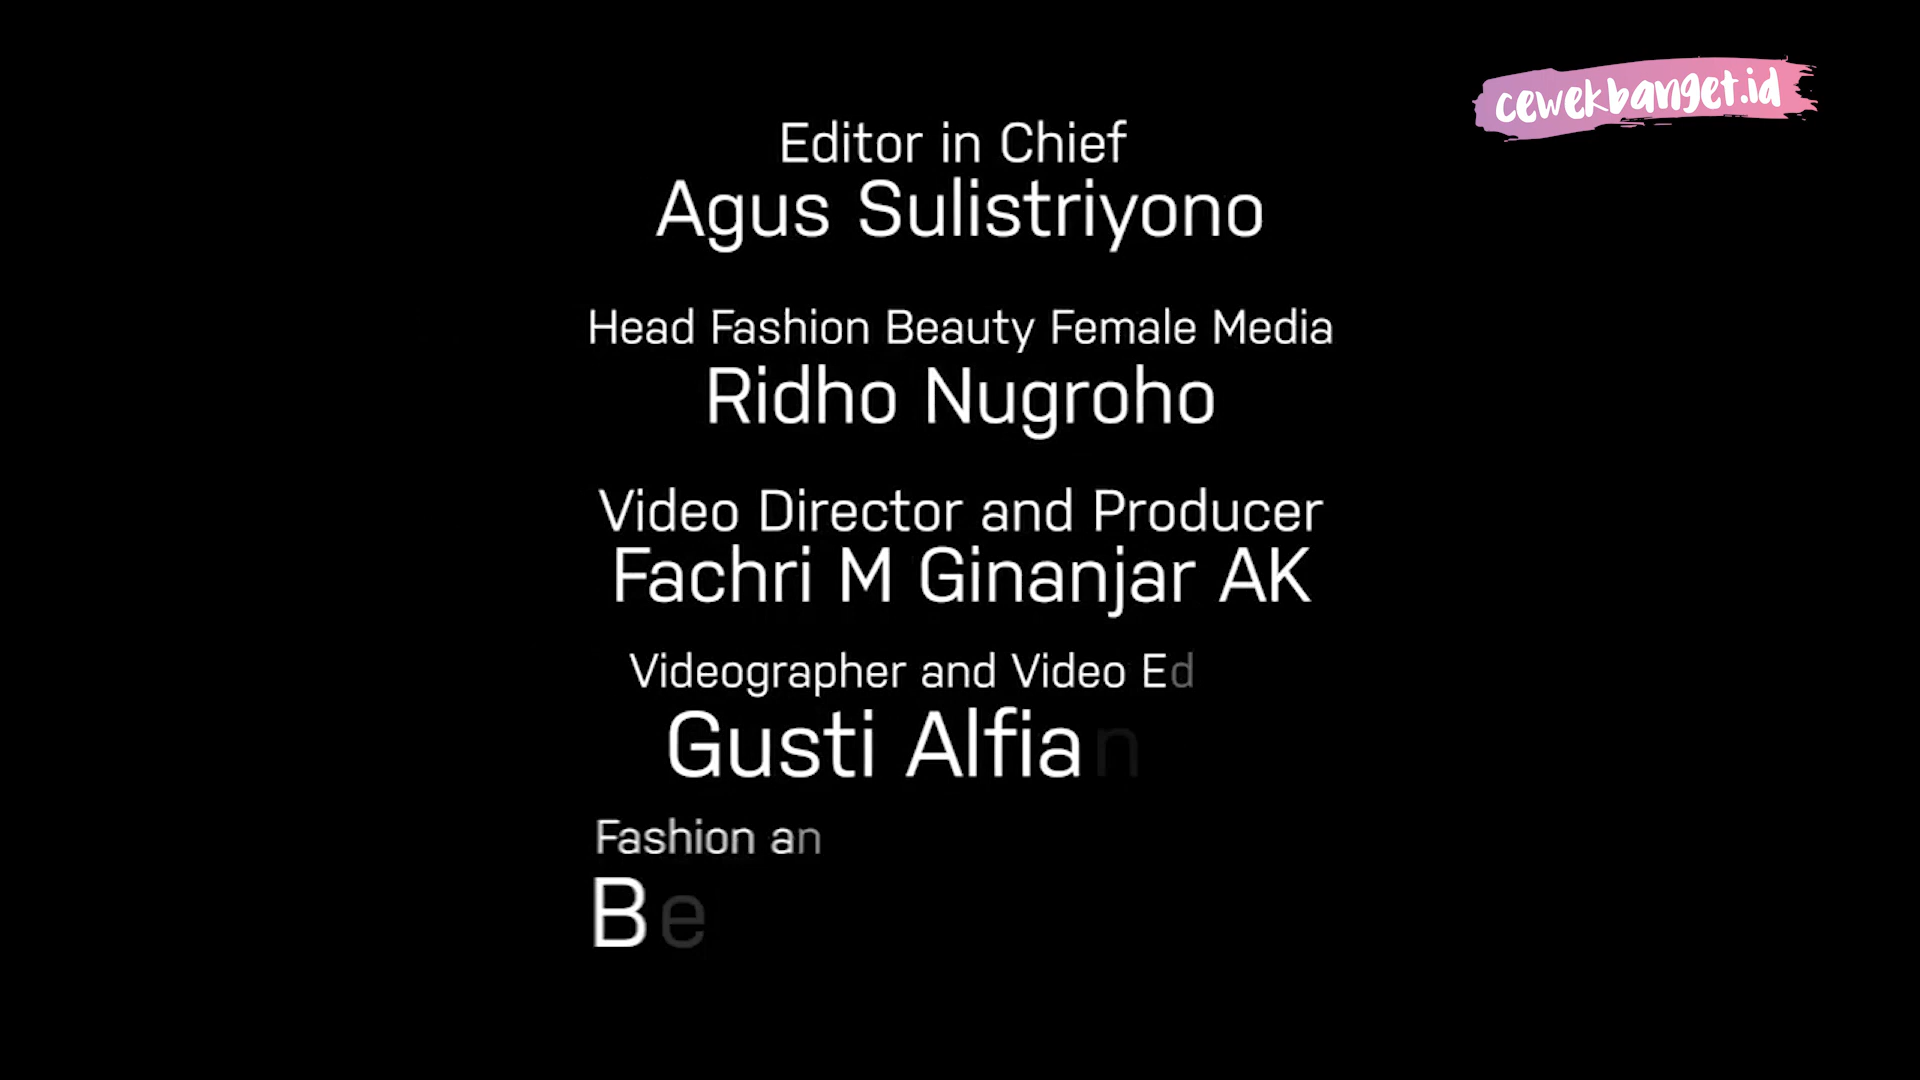 cewekbanget.id
Editor in Chief
Agus Sulistriyono
Head Fashion Beauty Female Media
Ridho Nugroho
Video Director and Producer
Fachri M Ginanjar AK
Videographer and Video Ed
Gusti Alfian
Fashion an
Be